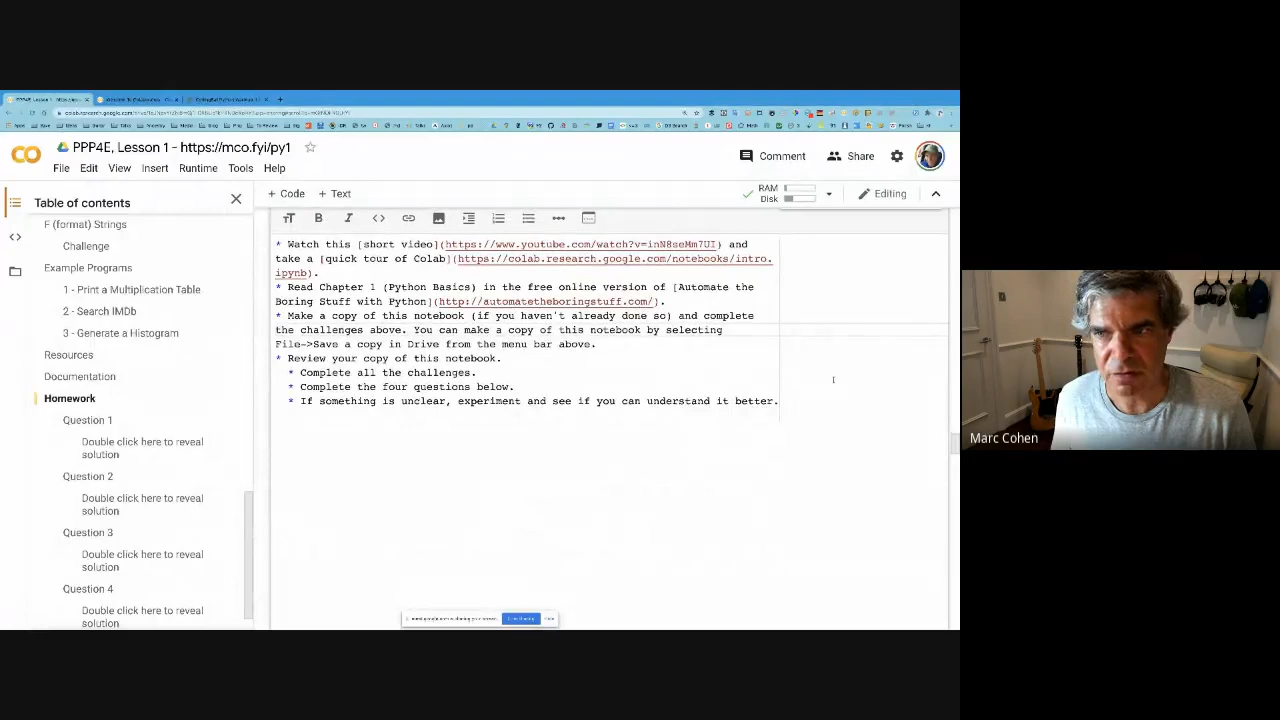 PPP4E, Lesson 1 - https://mco.fyi/py1
File Edit View Insert Runtime Tools Help
Comment
Share
+ Code + Text
RAM
Disk
Editing
Table of contents
F (format) Strings
Challenge
Example Programs
1 - Print a Multiplication Table
2 - Search IMDb
3 - Generate a Histogram
Resources
Documentation
Homework
Question 1
Double click here to reveal
solution
Question 2
Double click here to reveal
solution
Question 3
Double click here to reveal
solution
Question 4
Double click here to reveal
solution
* Watch this [short video](https://www.youtube.com/watch?v=inN8seMm7UI) and
take a [quick tour of Colab](https://colab.research.google.com/notebooks/intro.
ipynb).
* Read Chapter 1 (Python Basics) in the free online version of [Automate the
Boring Stuff with Python](http://automatetheboringstuff.com/).
* Make a copy of this notebook (if you haven't already done so) and complete
the challenges above. You can make a copy of this notebook by selecting
File->Save a copy in Drive from the menu bar above.
* Review your copy of this notebook.
* Complete all the challenges.
* Complete the four questions below.
* If something is unclear, experiment and see if you can understand it better.
Marc Cohen